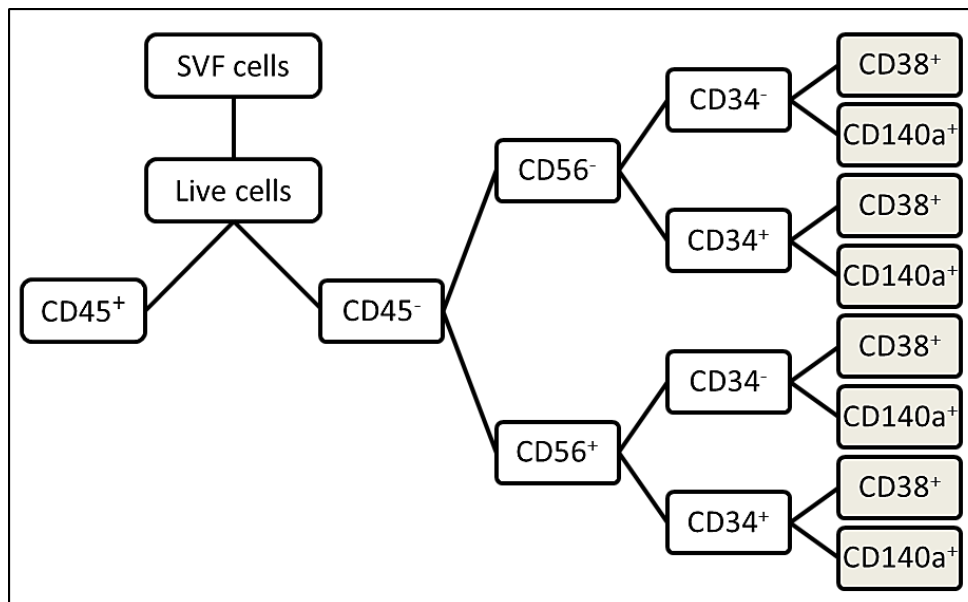 SVF cells
Live cells
CD45⁺
CD45⁻
CD56⁻
CD56⁺
CD34⁻
CD34⁺
CD34⁻
CD34⁺
CD38⁺
CD140a⁺
CD38⁺
CD140a⁺
CD38⁺
CD140a⁺
CD38⁺
CD140a⁺